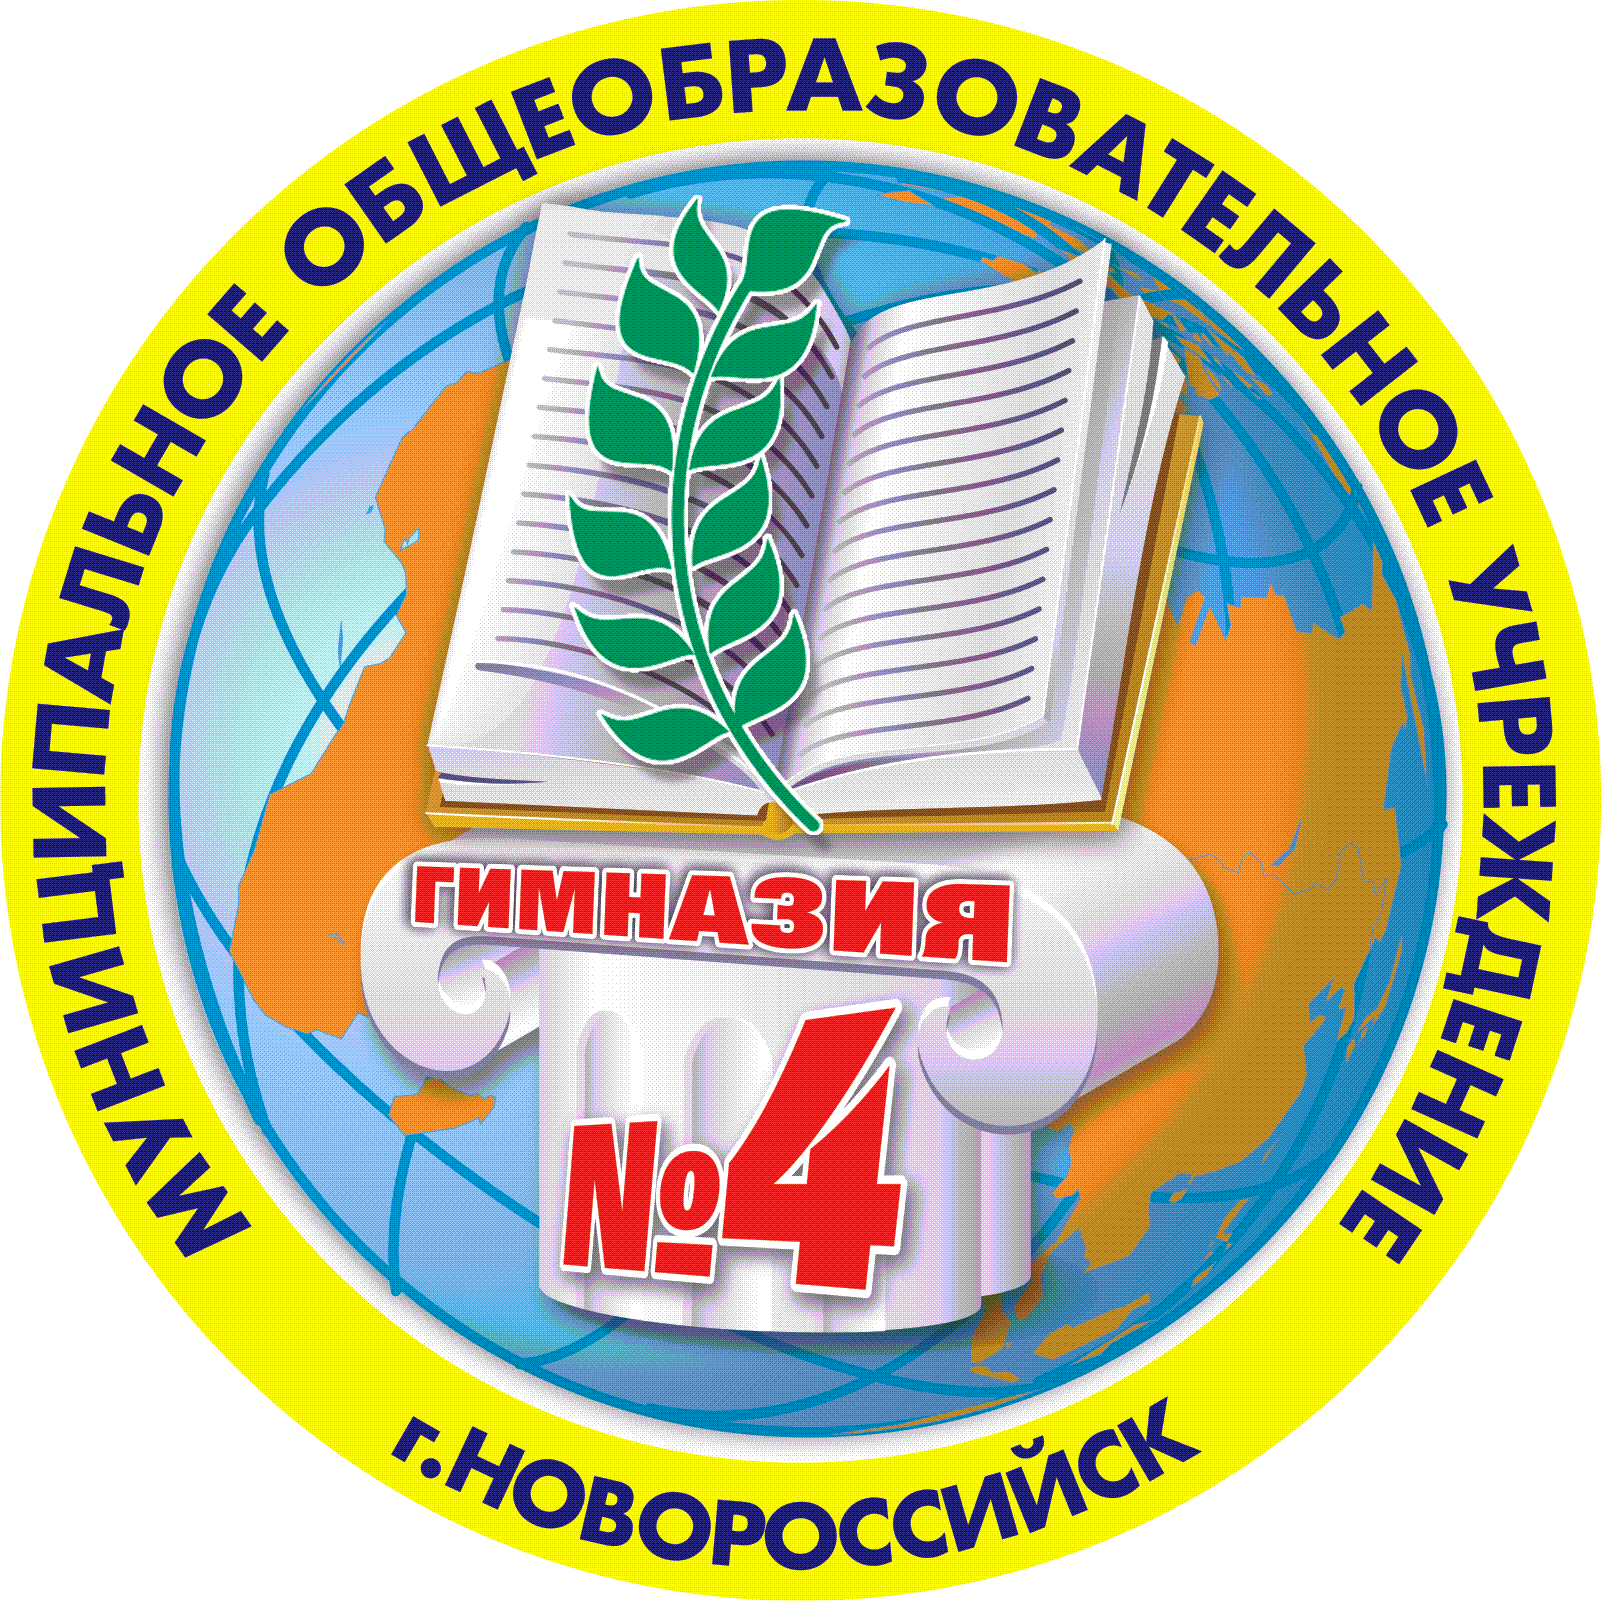 МУНИЦИПАЛЬНОЕ ОБЩЕОБРАЗОВАТЕЛЬНОЕ УЧРЕЖДЕНИЕ
ГИМНАЗИЯ
№4
г.НОВОРОССИЙСК